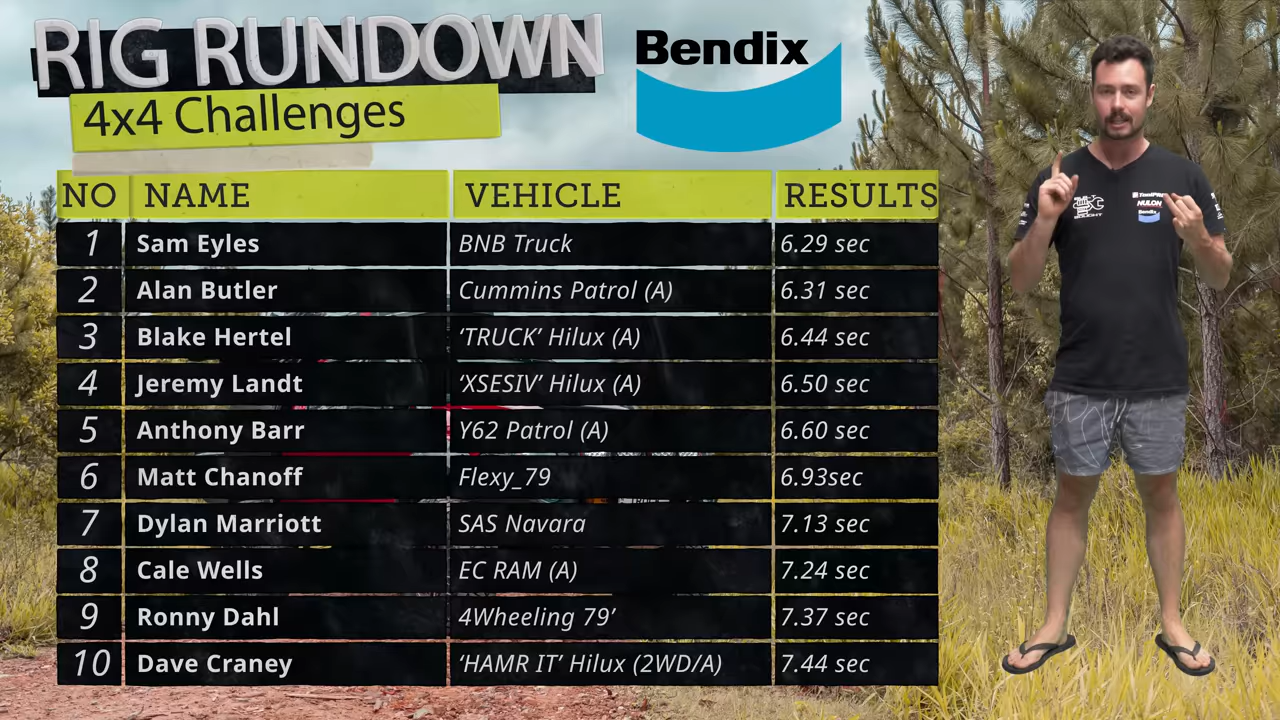 RIG RUNDOWN
4x4 Challenges
Bendix
NO NAME VEHICLE RESULTS
1 Sam Eyles BNB Truck 6.29 sec
2 Alan Butler Cummins Patrol (A) 6.31 sec
3 Blake Hertel ‘TRUCK’ Hilux (A) 6.44 sec
4 Jeremy Landt ‘XSESIV’ Hilux (A) 6.50 sec
5 Anthony Barr Y62 Patrol (A) 6.60 sec
6 Matt Chanoff Flexy_79 6.93sec
7 Dylan Marriott SAS Navara 7.13 sec
8 Cale Wells EC RAM (A) 7.24 sec
9 Ronny Dahl 4Wheeling 79’ 7.37 sec
10 Dave Craney ‘HAMR IT’ Hilux (2WD/A) 7.44 sec
NULON
Bendix